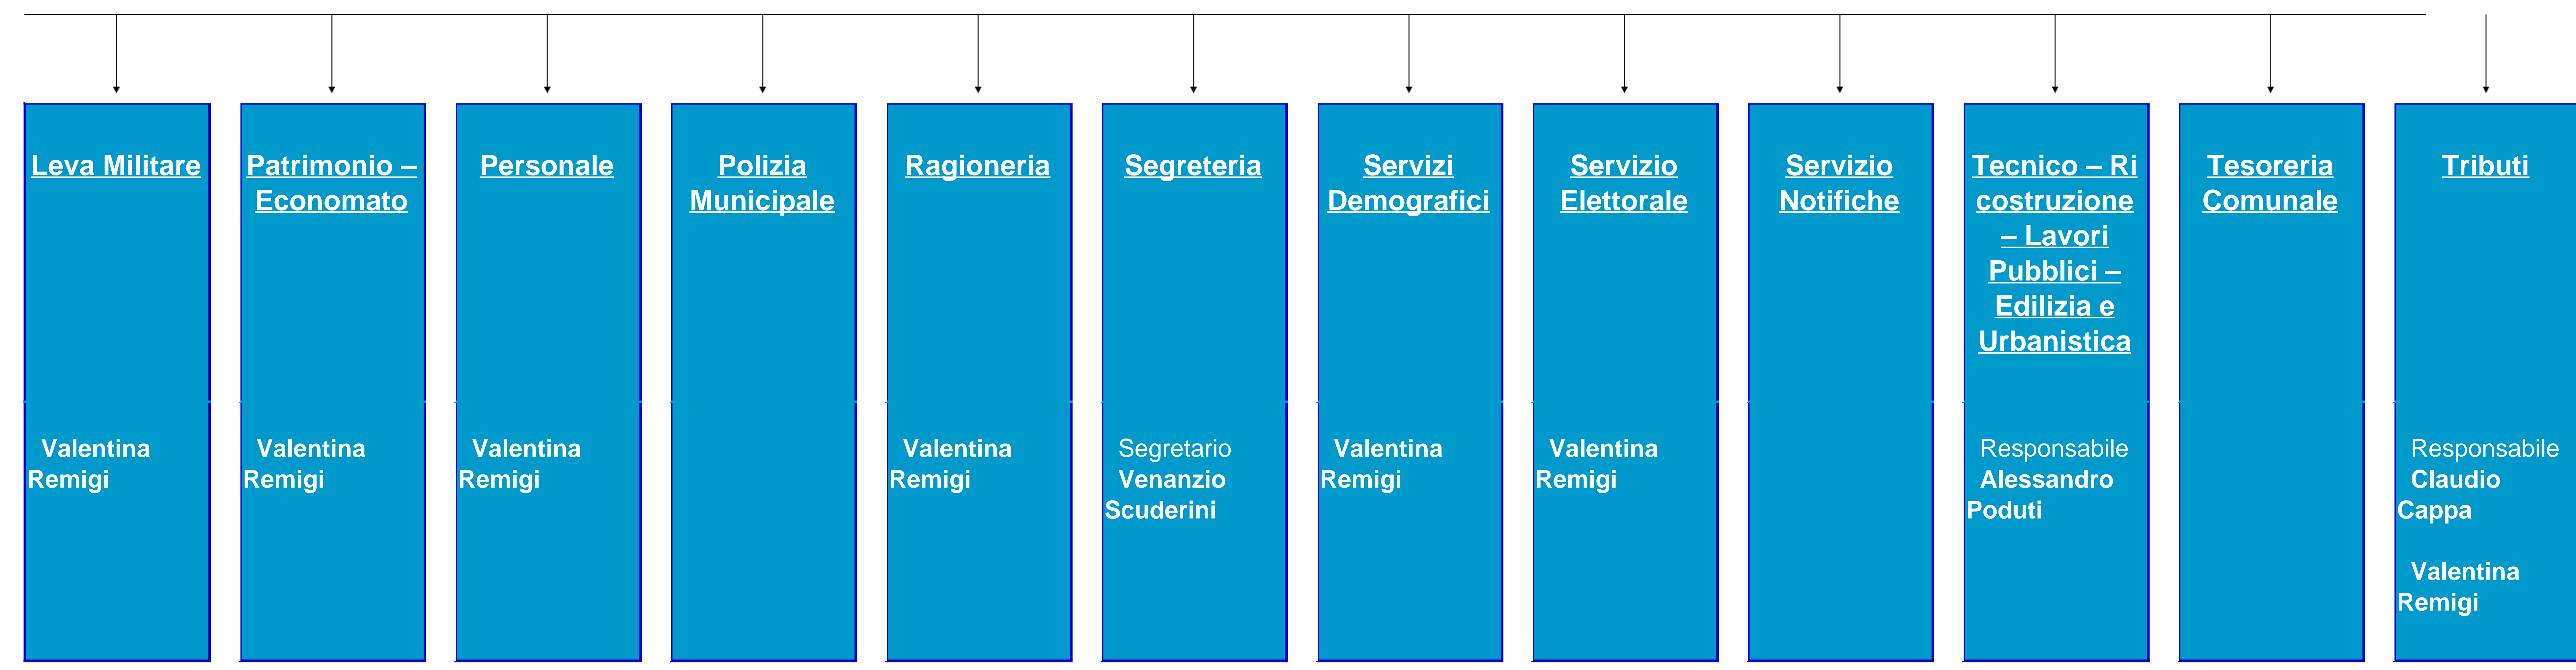 Leva Militare
Patrimonio –
Economato
Personale
Polizia
Municipale
Ragioneria
Segreteria
Servizi
Demografici
Servizio
Elettorale
Servizio
Notifiche
Tecnico – Ri
costruzione
– Lavori
Pubblici –
Edilizia e
Urbanistica
Tesoreria
Comunale
Tributi
Valentina
Remigi
Valentina
Remigi
Valentina
Remigi
Valentina
Remigi
Segretario
Venanzio
Scuderini
Valentina
Remigi
Valentina
Remigi
Responsabile
Alessandro
Poduti
Responsabile
Claudio
Cappa
Valentina
Remigi